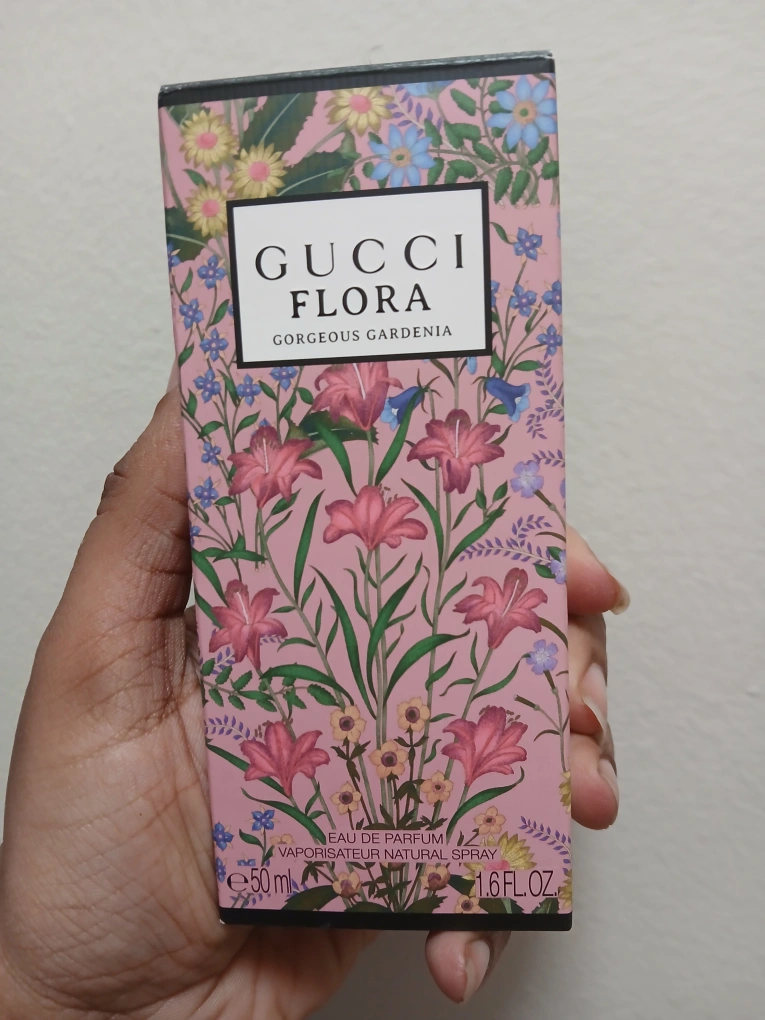 GUCCI
FLORA
GORGEOUS GARDENIA
EAU DE PARFUM
VAPORISATEUR NATURAL SPRAY
℮50 ml 1.6 FL.OZ.